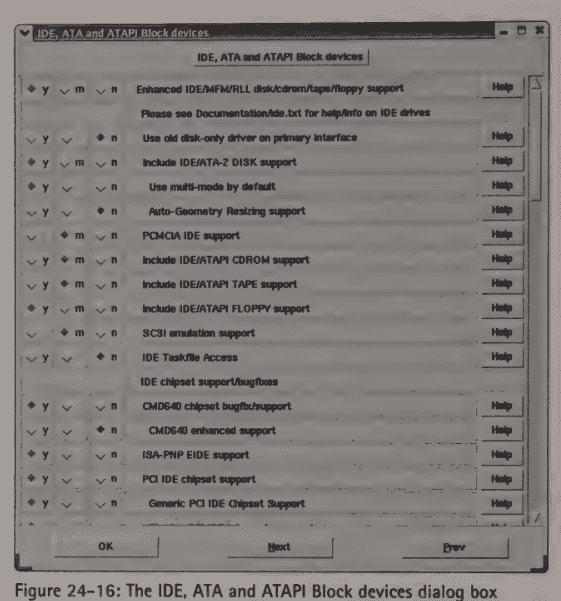 IDE, ATA and ATAPI Block devices
IDE, ATA and ATAPI Block devices
y m n Enhanced IDE/MFM/RLL disk/cdrom/tape/floppy support Help
Please see Documentation/ide.txt for help/info on IDE drives
y n Use old disk-only driver on primary interface Help
y m n Include IDE/ATA-2 DISK support Help
y n Use multi-mode by default Help
y n Auto-Geometry Resizing support Help
m n PCMCIA IDE support Help
y m n Include IDE/ATAPI CDROM support Help
y m n Include IDE/ATAPI TAPE support Help
y m n Include IDE/ATAPI FLOPPY support Help
m n SCSI emulation support Help
y n IDE Taskfile Access Help
IDE chipset support/bugfixes
y n CMD640 chipset bugfix/support Help
y n CMD640 enhanced support Help
y n ISA-PNP EIDE support Help
y n PCI IDE chipset support Help
y n Generic PCI IDE Chipset Support Help
OK Next Prev
Figure 24-16: The IDE, ATA and ATAPI Block devices dialog box